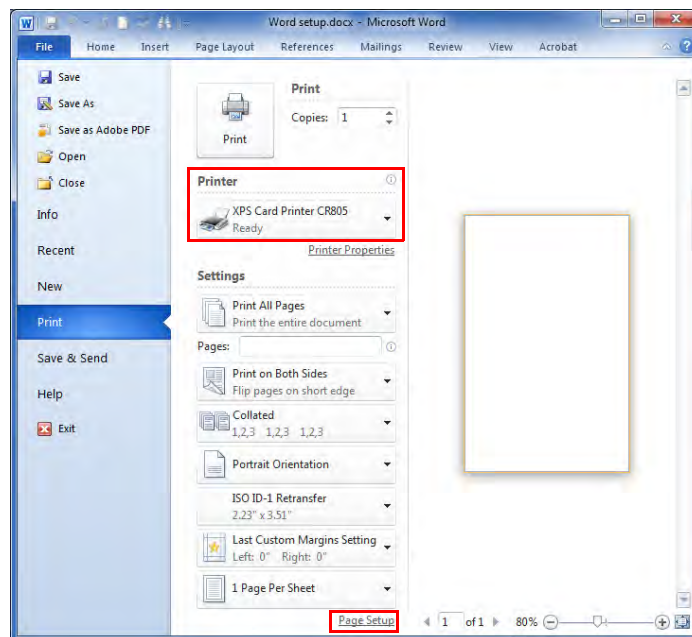 Word setup.docx - Microsoft Word
File Home Insert Page Layout References Mailings Review View Acrobat
Save
Save As
Save as Adobe PDF
Open
Close
Info
Recent
New
Print
Save & Send
Help
Exit
Print
Print
Copies: 1
Printer
XPS Card Printer CR805
Ready
Printer Properties
Settings
Print All Pages
Print the entire document
Pages:
Print on Both Sides
Flip pages on short edge
Collated
1,2,3 1,2,3 1,2,3
Portrait Orientation
ISO ID-1 Retransfer
2.23" x 3.51"
Last Custom Margins Setting
Left: 0" Right: 0"
1 Page Per Sheet
Page Setup
1 of 1 80%